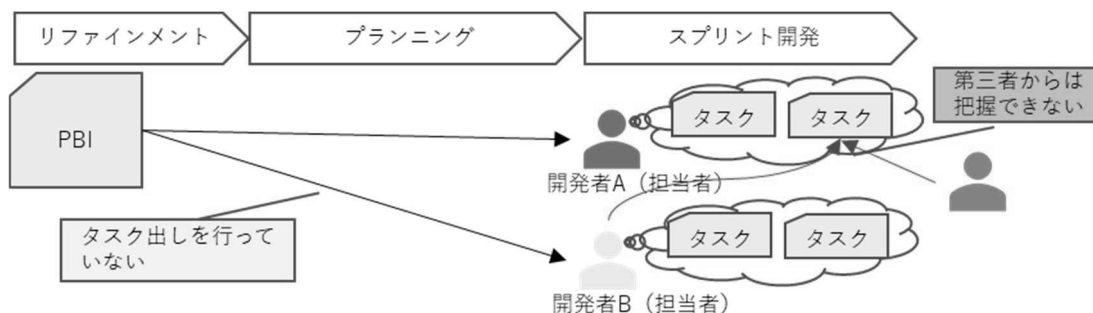 リファインメント
プランニング
スプリント開発
第三者からは
把握できない
PBI
タスク
タスク
開発者A（担当者）
タスク出しを行って
いない
タスク
タスク
開発者B（担当者）